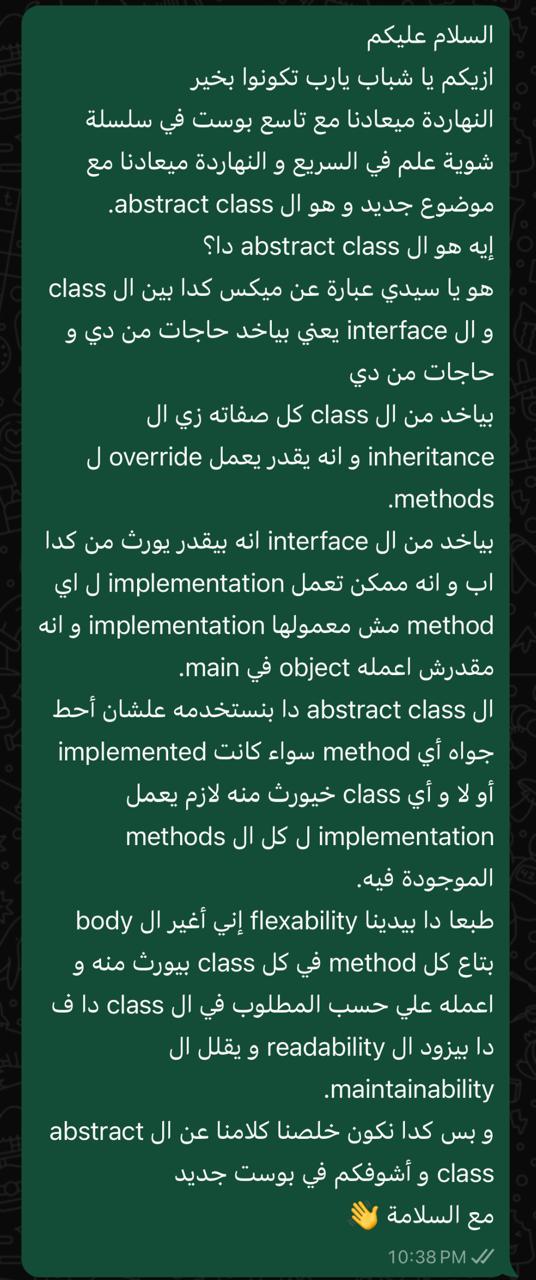 السلام عليكم
ازيكم يا شباب يارب تكونوا بخير
النهاردة ميعادنا مع تاسع بوست في سلسلة
شوية علم في السريع و النهاردة ميعادنا مع
موضوع جديد و هو ال abstract class.
إيه هو ال abstract class دا؟
هو يا سيدي عبارة عن ميكس كدا بين ال class
و ال interface يعني بياخد حاجات من دي و
حاجات من دي
بياخد من ال class كل صفاته زي ال
inheritance و انه يقدر يعمل override ل
methods.
بياخد من ال interface انه بيقدر يورث من كدا
اب و انه ممكن تعمل implementation ل اي
method مش معمولها implementation و انه
مقدرش اعمله object في main.
ال abstract class دا بنستخدمه علشان أحط
جواه أي method سواء كانت implemented
أو لا و أي class خيورث منه لازم يعمل
implementation ل كل ال methods
الموجودة فيه.
طبعا دا بيدينا flexability إني أغير ال body
بتاع كل method في كل class بيورث منه و
اعمله علي حسب المطلوب في ال class دا ف
دا بيزود ال readability و يقلل ال
maintainability.
و بس كدا نكون خلصنا كلامنا عن ال abstract
class و أشوفكم في بوست جديد
مع السلامة 👋
10:38 PM